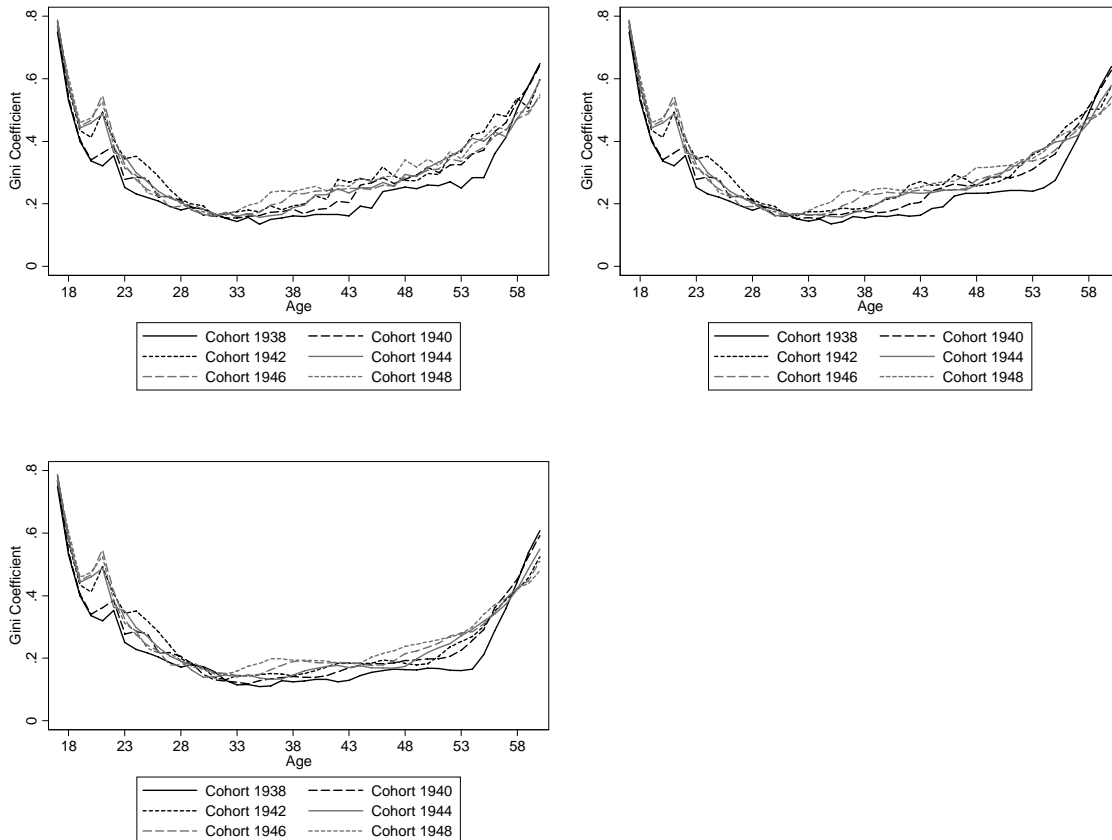 Gini Coefficient
.8
.6
.4
.2
0
18 23 28 33 38 43 48 53 58
Age
Cohort 1938 Cohort 1940
Cohort 1942 Cohort 1944
Cohort 1946 Cohort 1948
Gini Coefficient
.8
.6
.4
.2
0
18 23 28 33 38 43 48 53 58
Age
Cohort 1938 Cohort 1940
Cohort 1942 Cohort 1944
Cohort 1946 Cohort 1948
Gini Coefficient
.8
.6
.4
.2
0
18 23 28 33 38 43 48 53 58
Age
Cohort 1938 Cohort 1940
Cohort 1942 Cohort 1944
Cohort 1946 Cohort 1948